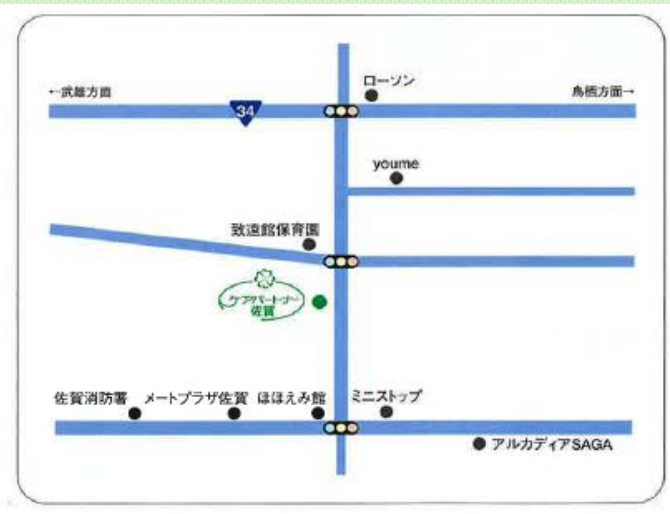 ローソン
←武雄方面
鳥栖方面→
34
youme
致遠館保育園
ケアパートナー
佐賀
佐賀消防署 メートプラザ佐賀 ほほえみ館 ミニストップ
アルカディアSAGA